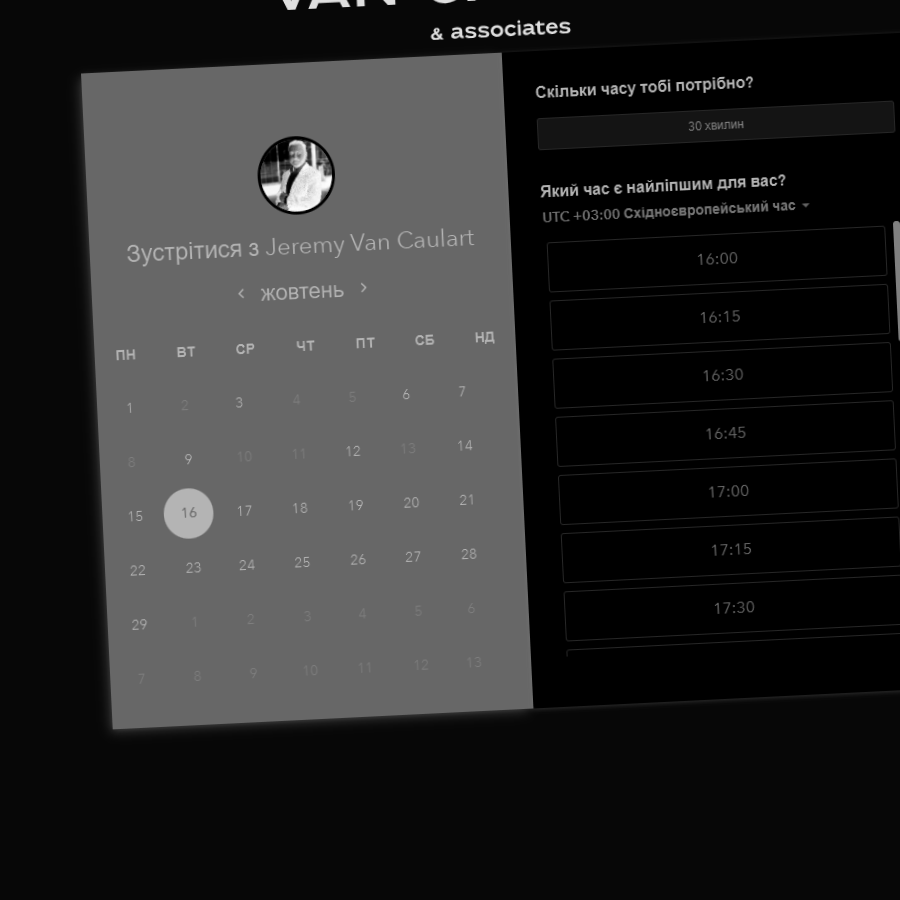 & associates
Зустрітися з Jeremy Van Caulart
жовтень
ПН ВТ СР ЧТ ПТ СБ НД
1 2 3 4 5 6 7
8 9 10 11 12 13 14
15 16 17 18 19 20 21
22 23 24 25 26 27 28
29 1 2 3 4 5 6
7 8 9 10 11 12 13
Скільки часу тобі потрібно?
30 хвилин
Який час є найліпшим для вас?
UTC +03:00 Східноєвропейський час
16:00
16:15
16:30
16:45
17:00
17:15
17:30